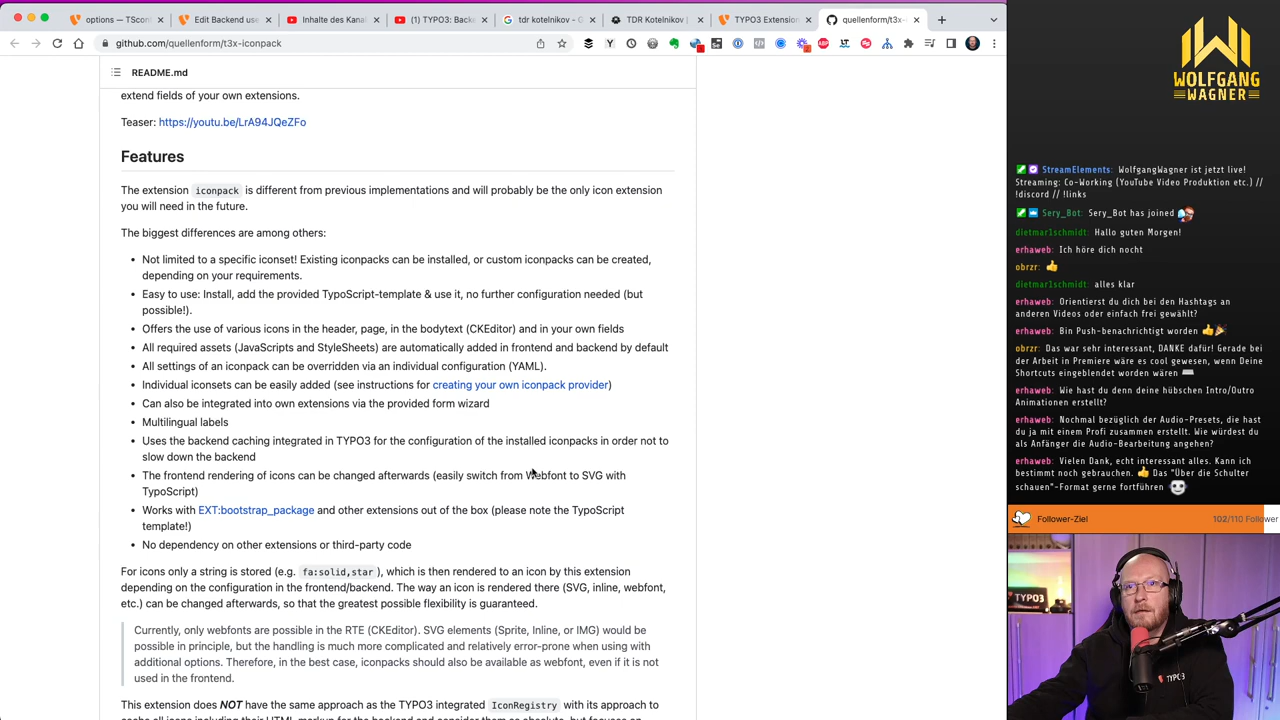 options — TScon
Edit Backend use
Inhalte des Kanal
(1) TYPO3: Back
tdr kotelnikov - G
TDR Kotelnikov |
TYPO3 Extension
quellenform/t3x-
github.com/quellenform/t3x-iconpack
README.md
extend fields of your own extensions.
Teaser: https://youtu.be/LrA94JQeZFo
Features
The extension iconpack is different from previous implementations and will probably be the only icon extension
you will need in the future.
The biggest differences are among others:
• Not limited to a specific iconset! Existing iconpacks can be installed, or custom iconpacks can be created,
depending on your requirements.
• Easy to use: Install, add the provided TypoScript-template & use it, no further configuration needed (but
possible!).
• Offers the use of various icons in the header, page, in the bodytext (CKEditor) and in your own fields
• All required assets (JavaScripts and StyleSheets) are automatically added in frontend and backend by default
• All settings of an iconpack can be overridden via an individual configuration (YAML).
• Individual iconsets can be easily added (see instructions for creating your own iconpack provider)
• Can also be integrated into own extensions via the provided form wizard
• Multilingual labels
• Uses the backend caching integrated in TYPO3 for the configuration of the installed iconpacks in order not to
slow down the backend
• The frontend rendering of icons can be changed afterwards (easily switch from Webfont to SVG with
TypoScript)
• Works with EXT:bootstrap_package and other extensions out of the box (please note the TypoScript
template!)
• No dependency on other extensions or third-party code
For icons only a string is stored (e.g. fa:solid,star ), which is then rendered to an icon by this extension
depending on the configuration in the frontend/backend. The way an icon is rendered there (SVG, inline, webfont,
etc.) can be changed afterwards, so that the greatest possible flexibility is guaranteed.
Currently, only webfonts are possible in the RTE (CKEditor). SVG elements (Sprite, Inline, or IMG) would be
possible in principle, but the handling is much more complicated and relatively error-prone when using with
additional options. Therefore, in the best case, iconpacks should also be available as webfont, even if it is not
used in the frontend.
This extension does NOT have the same approach as the TYPO3 integrated IconRegistry with its approach to
WOLFGANG
WAGNER
StreamElements: WolfgangWagner ist jetzt live!
Streaming: Co-Working (YouTube Video Produktion etc.) //
!discord // !links
Sery_Bot: Sery_Bot has joined
dietmar1schmidt: Hallo guten Morgen!
erhaweb: Ich höre dich nocht
obrzr: 👍
dietmar1schmidt: alles klar
erhaweb: Orientierst du dich bei den Hashtags an
anderen Videos oder einfach frei gewählt?
erhaweb: Bin Push-benachrichtigt worden 👍🎉
obrzr: Das war sehr interessant, DANKE dafür! Gerade bei
der Arbeit in Premiere wäre es cool gewesen, wenn Deine
Shortcuts eingeblendet worden wären
erhaweb: Wie hast du denn deine hübschen Intro/Outro
Animationen erstellt?
erhaweb: Nochmal bezüglich der Audio-Presets, die hast
du ja mit einem Profi zusammen erstellt. Wie würdest du
als Anfänger die Audio-Bearbeitung angehen?
erhaweb: Vielen Dank, echt interessant alles. Kann ich
bestimmt noch gebrauchen. 👍 Das "Über die Schulter
schauen"-Format gerne fortführen
Follower-Ziel
102/110 Follower
TYPO3
TYPO3